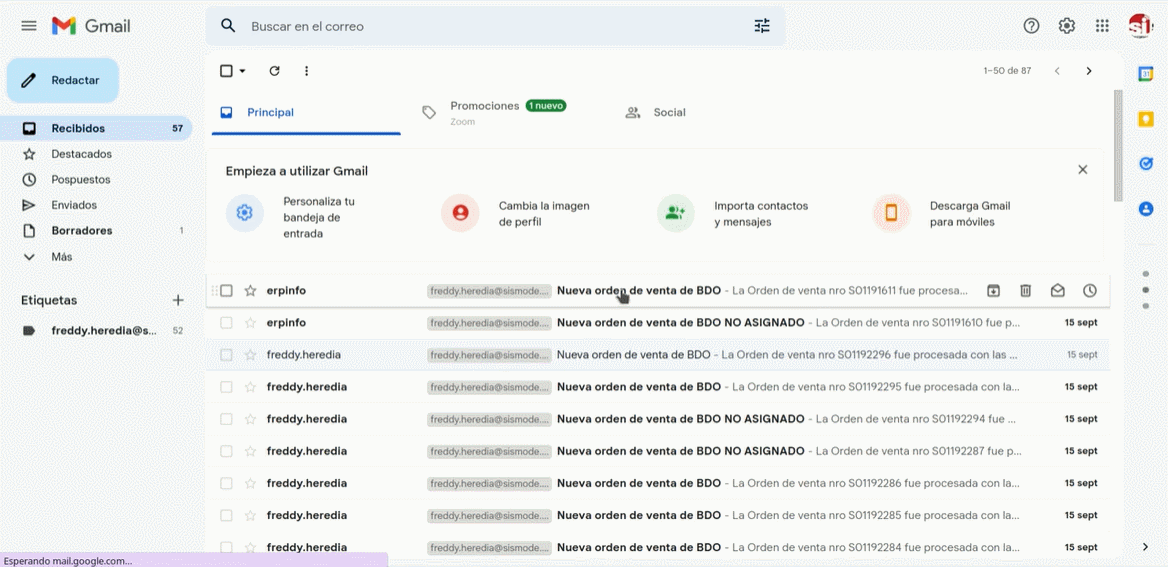 Gmail
Buscar en el correo
Redactar
1–50 de 87
Recibidos 57
Destacados
Pospuestos
Enviados
Borradores 1
Más
Etiquetas
freddy.heredia@s... 52
Principal
Promociones 1 nuevo
Zoom
Social
Empieza a utilizar Gmail
Personaliza tu
bandeja de
entrada
Cambia la imagen
de perfil
Importa contactos
y mensajes
Descarga Gmail
para móviles
erpinfo freddy.heredia@sismode.... Nueva orden de venta de BDO - La Orden de venta nro S01191611 fue procesa...
erpinfo freddy.heredia@sismode.... Nueva orden de venta de BDO NO ASIGNADO - La Orden de venta nro S01191610 fue p... 15 sept
freddy.heredia freddy.heredia@sismode.... Nueva orden de venta de BDO - La Orden de venta nro S01192296 fue procesada con las ... 15 sept
freddy.heredia freddy.heredia@sismode.... Nueva orden de venta de BDO - La Orden de venta nro S01192295 fue procesada con la... 15 sept
freddy.heredia freddy.heredia@sismode.... Nueva orden de venta de BDO NO ASIGNADO - La Orden de venta nro S01192294 fue ... 15 sept
freddy.heredia freddy.heredia@sismode.... Nueva orden de venta de BDO NO ASIGNADO - La Orden de venta nro S01192287 fue p... 15 sept
freddy.heredia freddy.heredia@sismode.... Nueva orden de venta de BDO - La Orden de venta nro S01192286 fue procesada con la... 15 sept
freddy.heredia freddy.heredia@sismode.... Nueva orden de venta de BDO - La Orden de venta nro S01192285 fue procesada con la... 15 sept
freddy.heredia freddy.heredia@sismode.... Nueva orden de venta de BDO - La Orden de venta nro S01192284 fue procesada con la... 15 sept
Esperando mail.google.com...